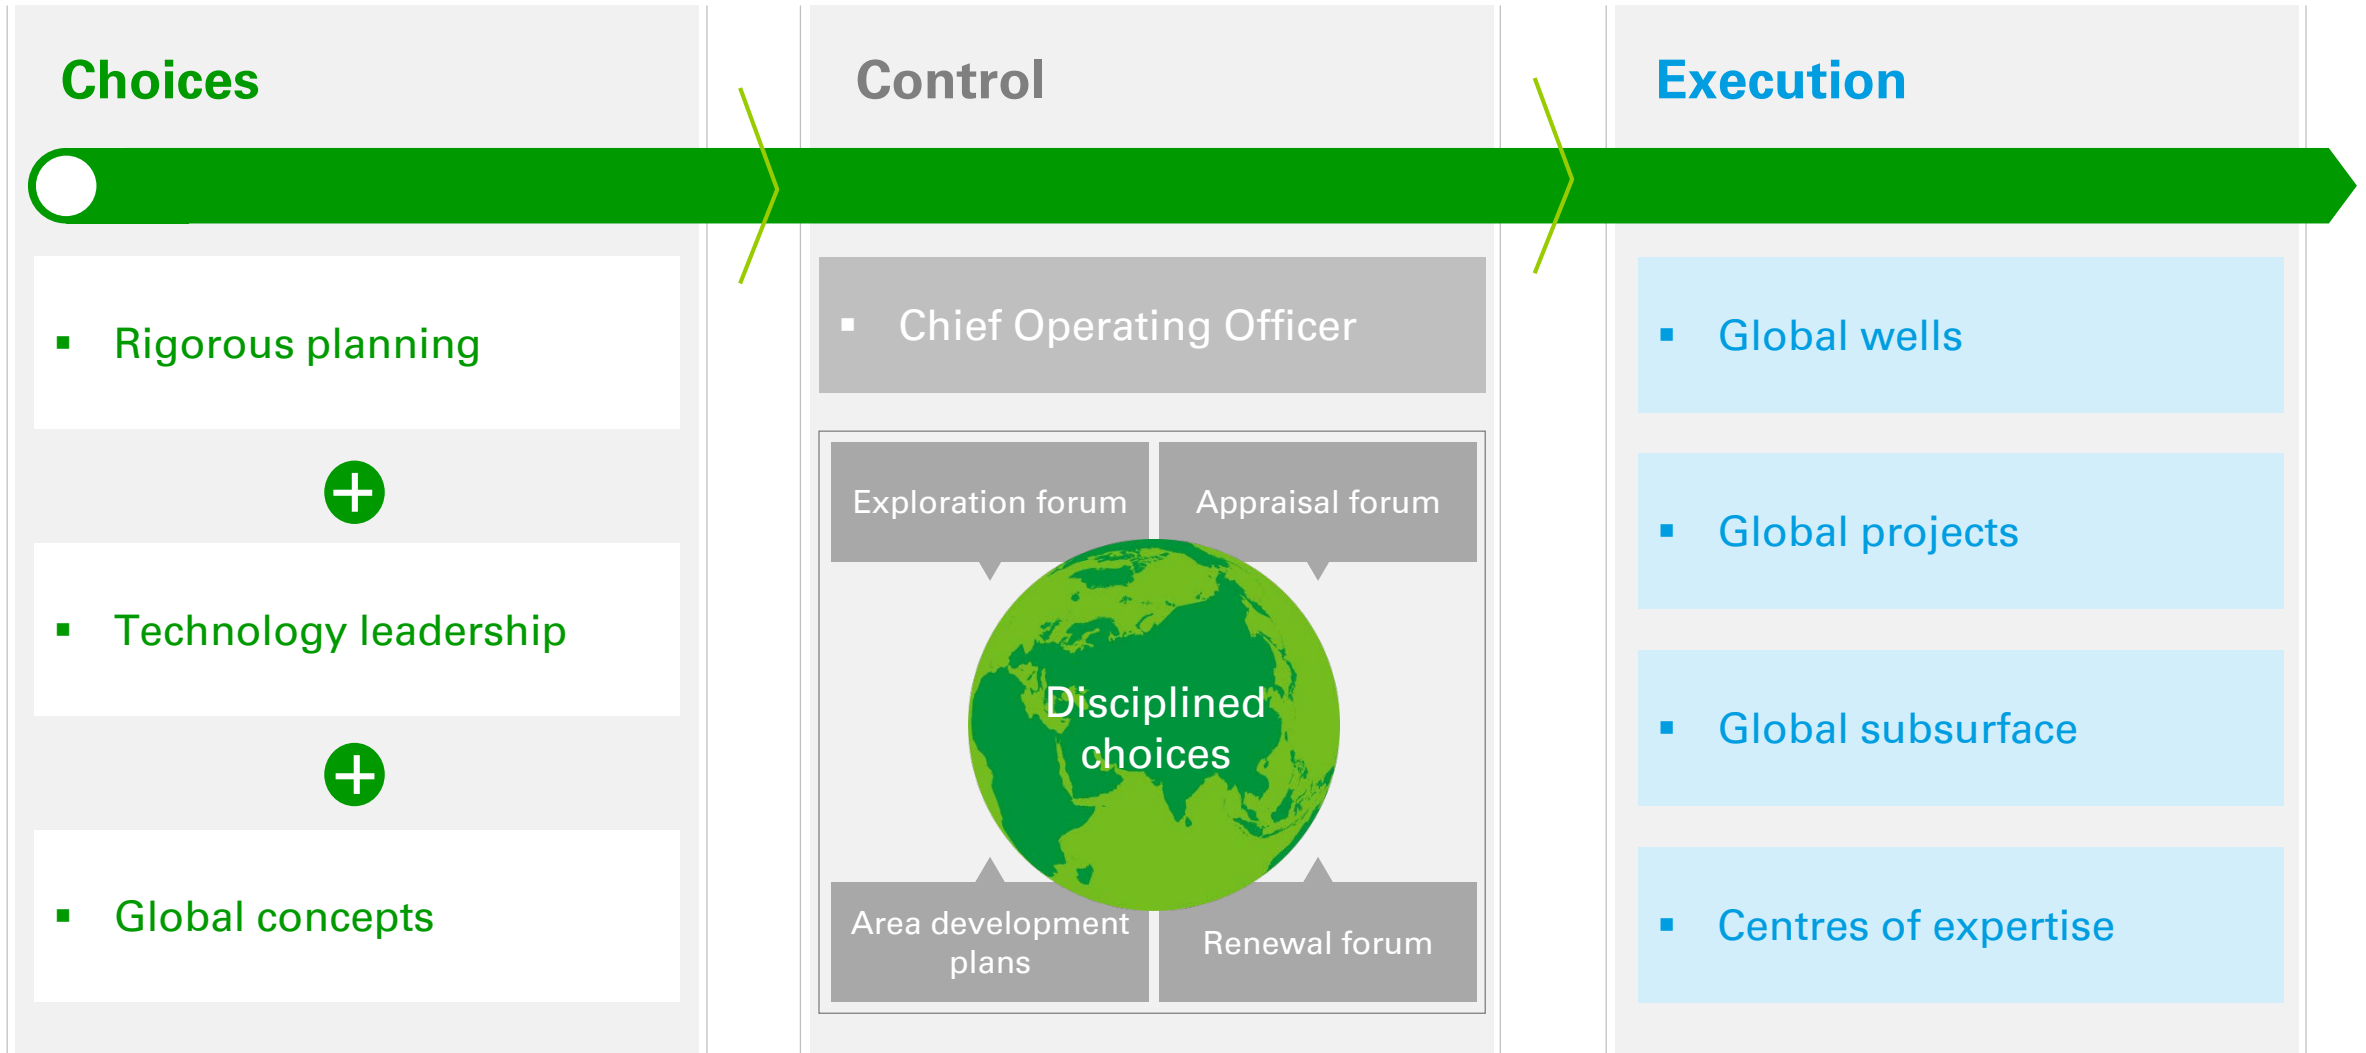 Choices
▪ Rigorous planning
+
▪ Technology leadership
+
▪ Global concepts
Control
▪ Chief Operating Officer
Exploration forum
Appraisal forum
Disciplined
choices
Area development
plans
Renewal forum
Execution
▪ Global wells
▪ Global projects
▪ Global subsurface
▪ Centres of expertise